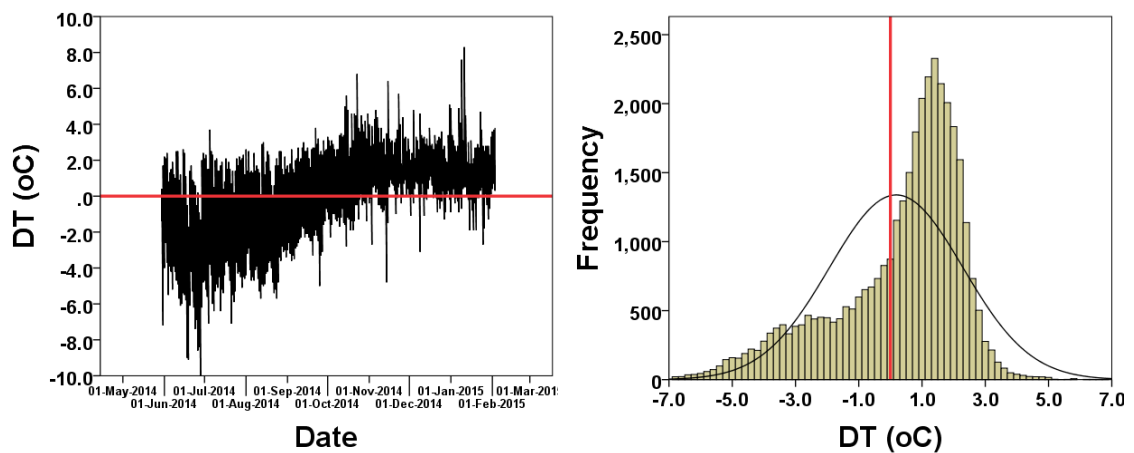 10.0
8.0
6.0
4.0
2.0
.0
-2.0
-4.0
-6.0
-8.0
-10.0
DT (oC)
01-May-2014 01-Jul-2014 01-Sep-2014 01-Nov-2014 01-Jan-2015 01-Mar-201
01-Jun-2014 01-Aug-2014 01-Oct-2014 01-Dec-2014 01-Feb-2015
Date
2,500
2,000
1,500
1,000
500
0
Frequency
-7.0 -5.0 -3.0 -1.0 1.0 3.0 5.0 7.0
DT (oC)